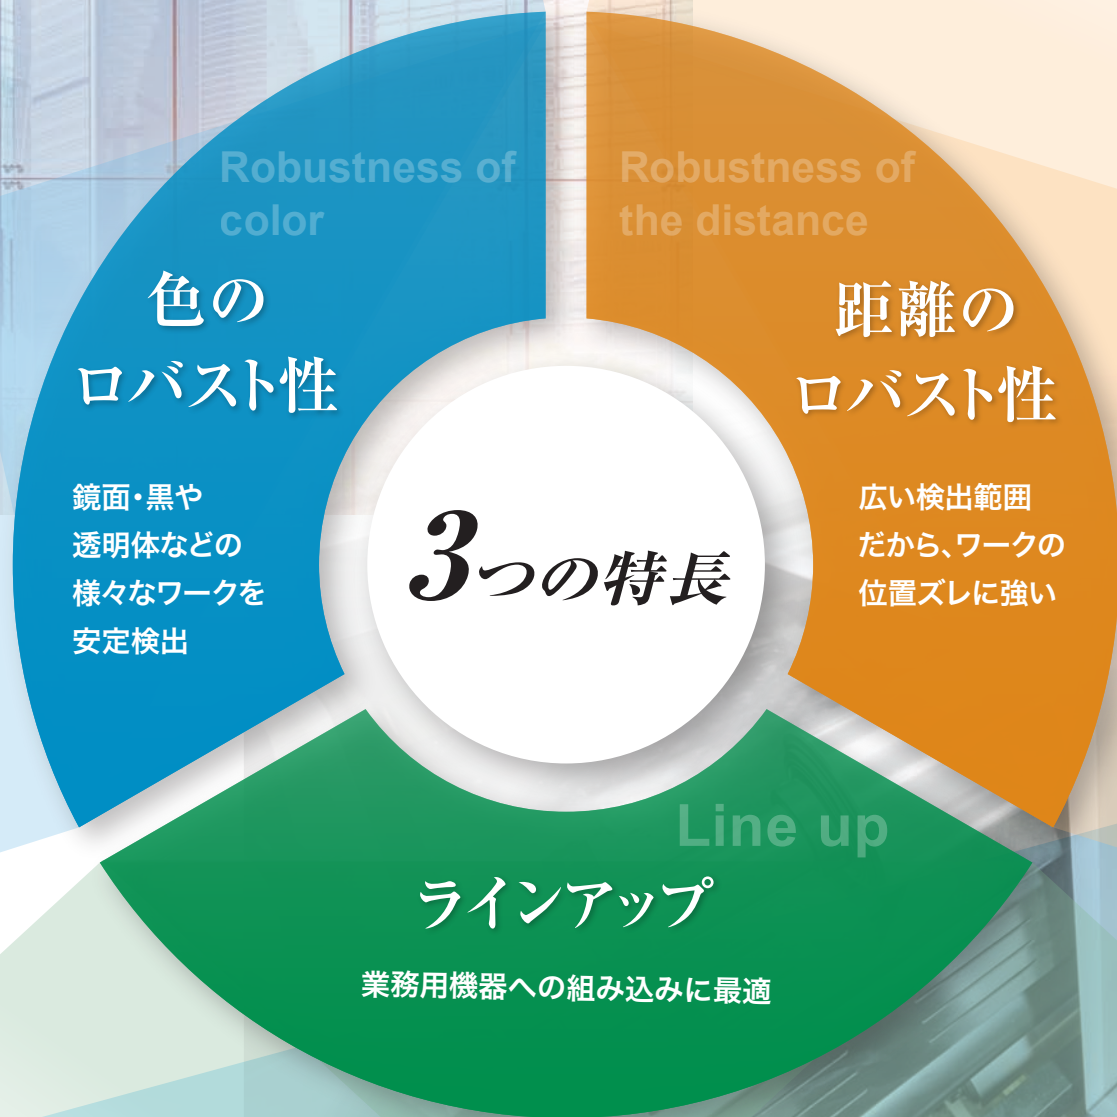 Robustness of
color
色の
ロバスト性
鏡面・黒や
透明体などの
様々なワークを
安定検出
Robustness of
the distance
距離の
ロバスト性
広い検出範囲
だから、ワークの
位置ズレに強い
3つの特長
Line up
ラインアップ
業務用機器への組み込みに最適